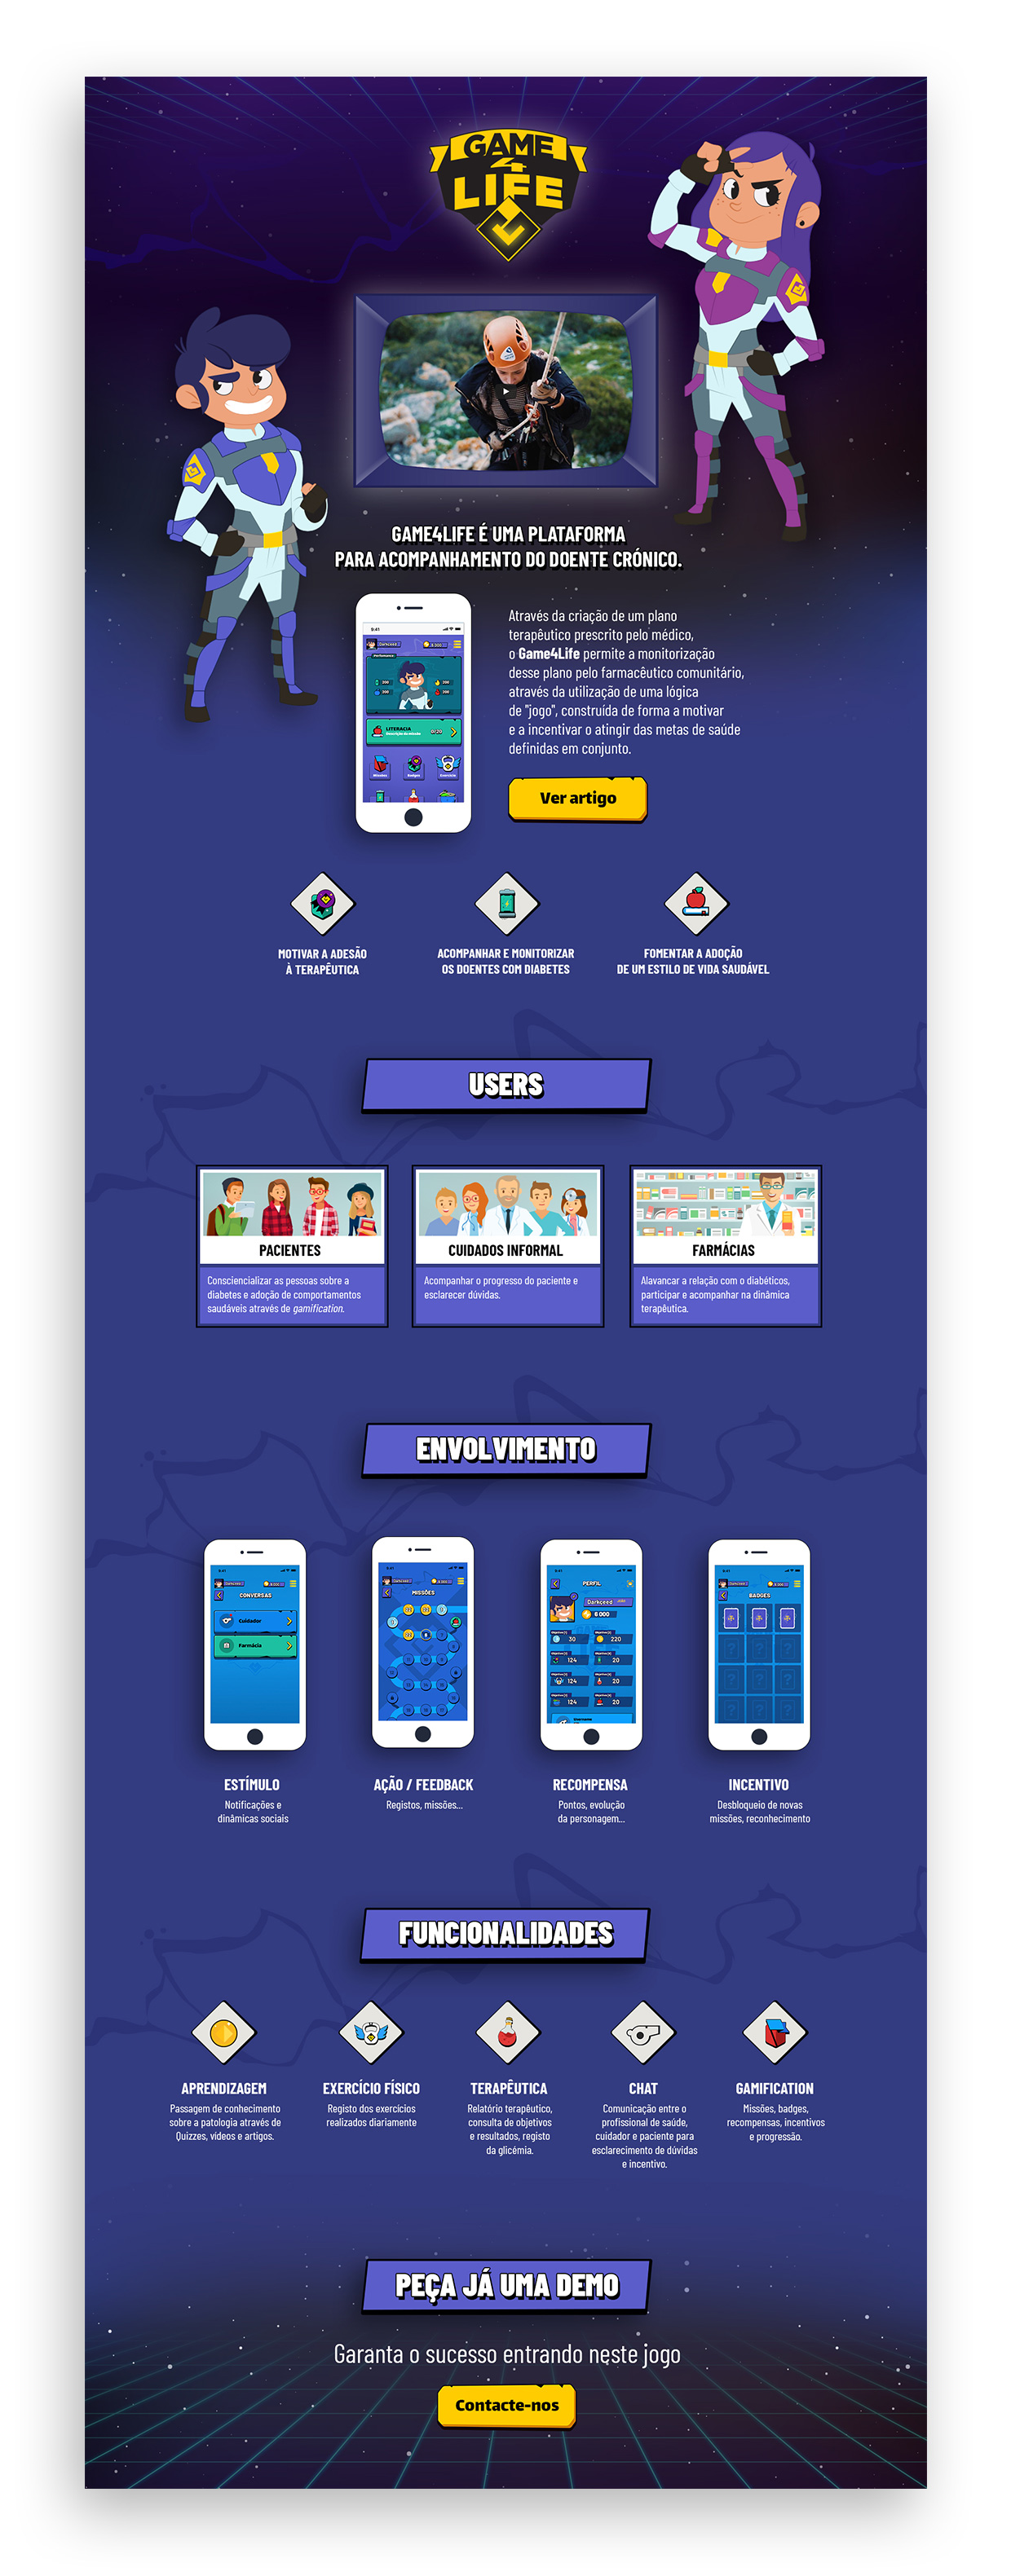 GAME
4
LIFE
GAME4LIFE É UMA PLATAFORMA
PARA ACOMPANHAMENTO DO DOENTE CRÓNICO.
9:41
Darkceed
LITERACIA
0/20
Missões
Badges
Exercício
Através da criação de um plano
terapêutico prescrito pelo médico,
o Game4Life permite a monitorização
desse plano pelo farmacêutico comunitário,
através da utilização de uma lógica
de "jogo", construída de forma a motivar
e a incentivar o atingir das metas de saúde
definidas em conjunto.
Ver artigo
MOTIVAR A ADESÃO
À TERAPÊUTICA
ACOMPANHAR E MONITORIZAR
OS DOENTES COM DIABETES
FOMENTAR A ADOÇÃO
DE UM ESTILO DE VIDA SAUDÁVEL
USERS
PACIENTES
Consciencializar as pessoas sobre a
diabetes e adoção de comportamentos
saudáveis através de gamification.
CUIDADOS INFORMAL
Acompanhar o progresso do paciente e
esclarecer dúvidas.
FARMÁCIAS
Alavancar a relação com o diabéticos,
participar e acompanhar na dinâmica
terapêutica.
ENVOLVIMENTO
CONVERSAS
Cuidador
Farmácia
MISSÕES
PERFIL
Darkceed
6 000
30
220
124
20
124
20
124
20
BADGES
ESTÍMULO
Notificações e
dinâmicas sociais
AÇÃO / FEEDBACK
Registos, missões...
RECOMPENSA
Pontos, evolução
da personagem...
INCENTIVO
Desbloqueio de novas
missões, reconhecimento
FUNCIONALIDADES
APRENDIZAGEM
Passagem de conhecimento
sobre a patologia através de
Quizzes, vídeos e artigos.
EXERCÍCIO FÍSICO
Registo dos exercícios
realizados diariamente
TERAPÊUTICA
Relatório terapêutico,
consulta de objetivos
e resultados, registo
da glicémia.
CHAT
Comunicação entre o
profissional de saúde,
cuidador e paciente para
esclarecimento de dúvidas
e incentivo.
GAMIFICATION
Missões, badges,
recompensas, incentivos
e progressão.
PEÇA JÁ UMA DEMO
Garanta o sucesso entrando neste jogo
Contacte-nos